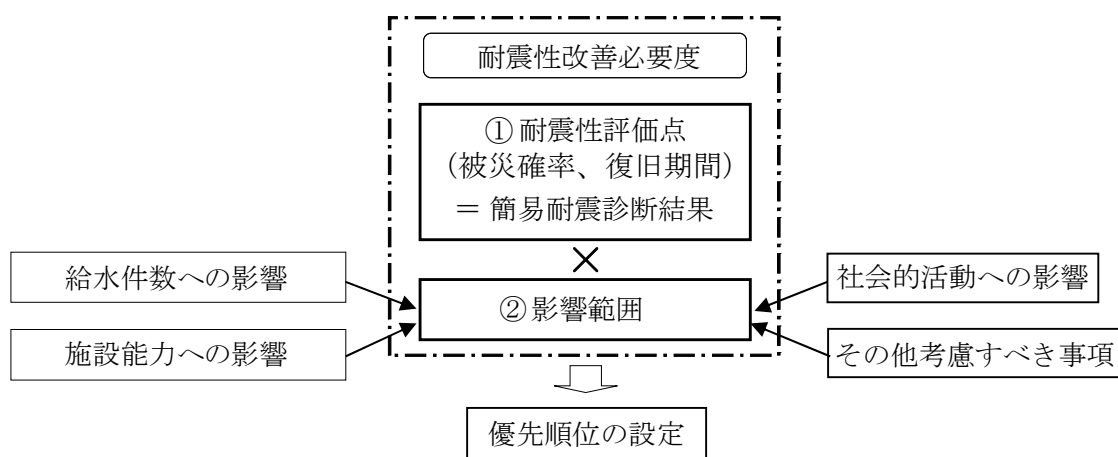 耐震性改善必要度
① 耐震性評価点
（被災確率、復旧期間）
＝ 簡易耐震診断結果
×
② 影響範囲
給水件数への影響
施設能力への影響
社会的活動への影響
その他考慮すべき事項
優先順位の設定